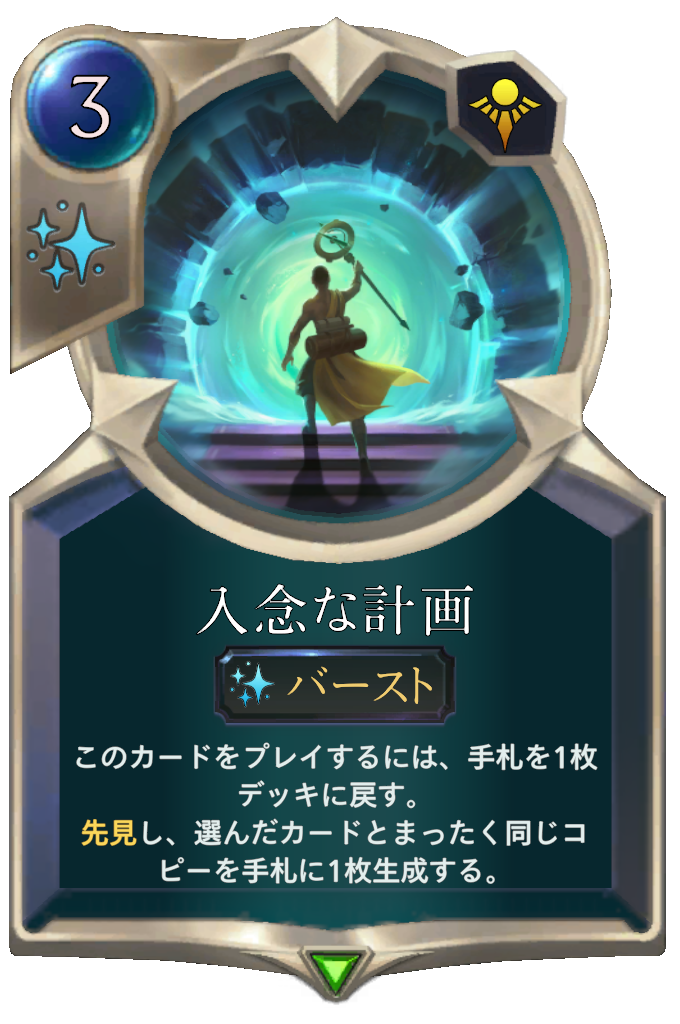 3
入念な計画
バースト
このカードをプレイするには、手札を1枚
デッキに戻す。
先見し、選んだカードとまったく同じコ
ピーを手札に1枚生成する。